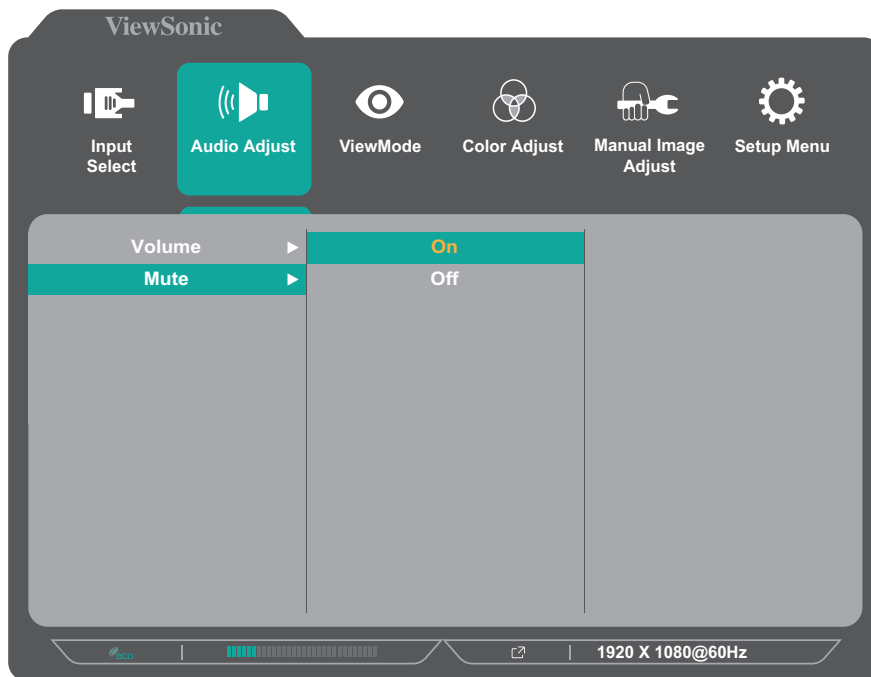 ViewSonic
Input
Select
Audio Adjust
ViewMode
Color Adjust
Manual Image
Adjust
Setup Menu
Volume
On
Mute
Off
eco
1920 X 1080@60Hz